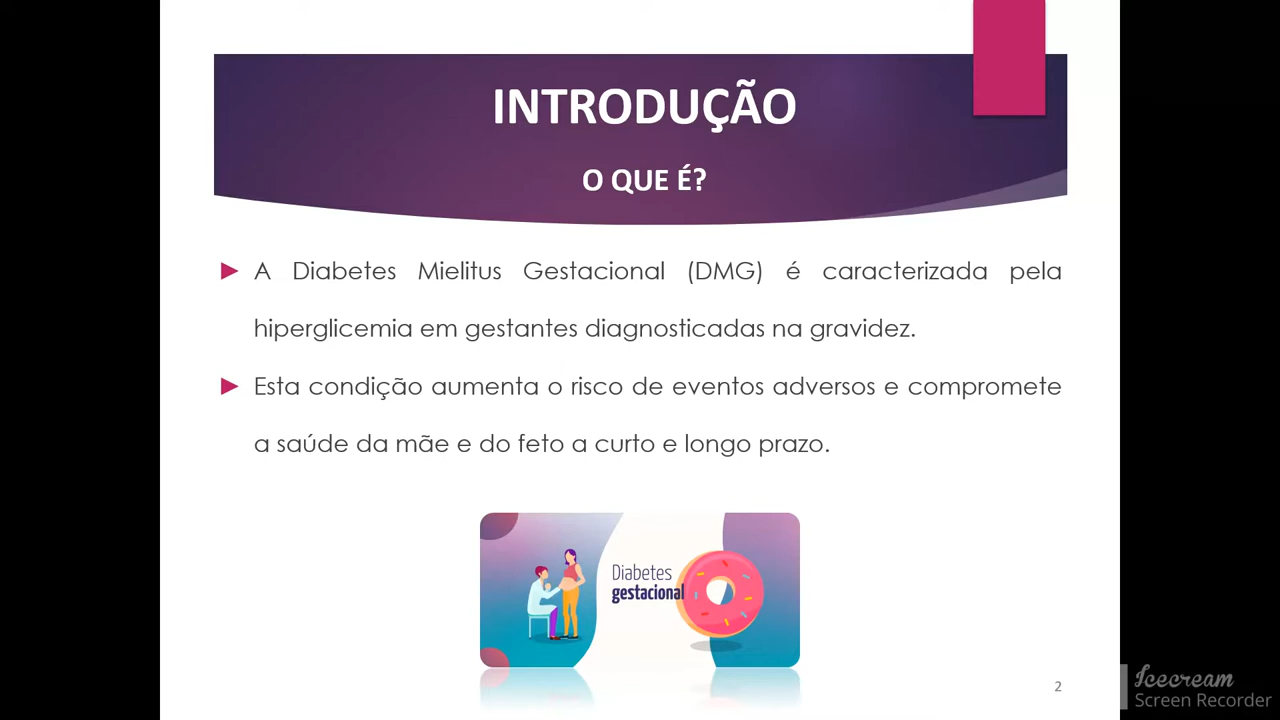 INTRODUÇÃO
O QUE É?
A Diabetes Mielitus Gestacional (DMG) é caracterizada pela
hiperglicemia em gestantes diagnosticadas na gravidez.
Esta condição aumenta o risco de eventos adversos e compromete
a saúde da mãe e do feto a curto e longo prazo.
Diabetes
gestacional
2
Icecream
Screen Recorder